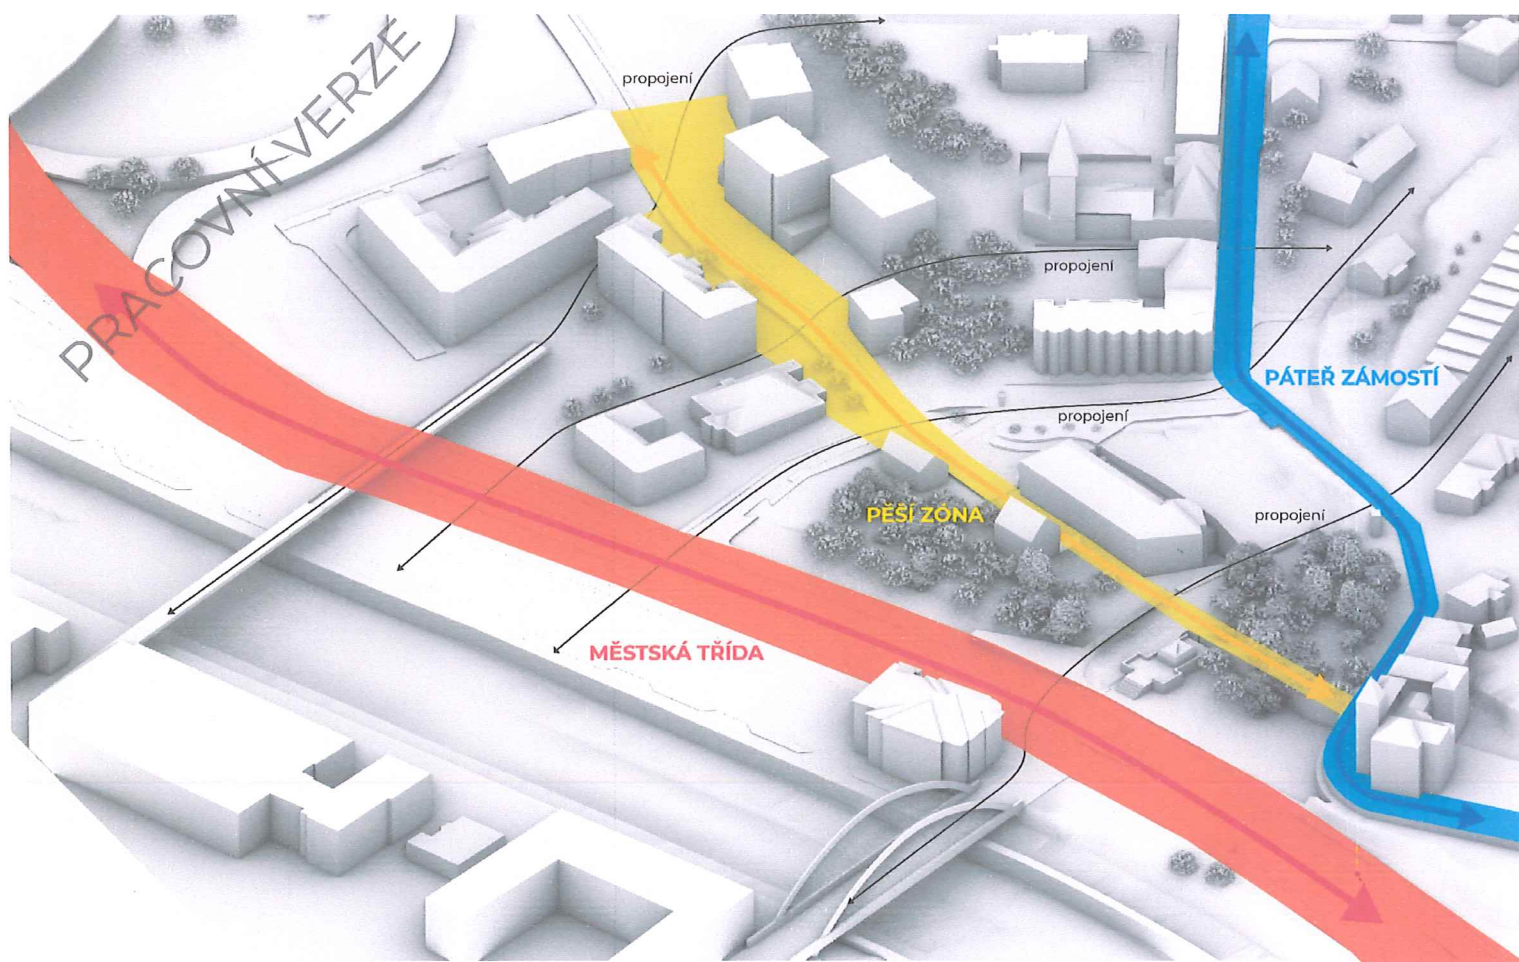 PRACOVNÍ VERZE
propojení
propojení
PÁTEŘ ZÁMOSTÍ
propojení
PĚŠÍ ZÓNA
propojení
MĚSTSKÁ TŘÍDA